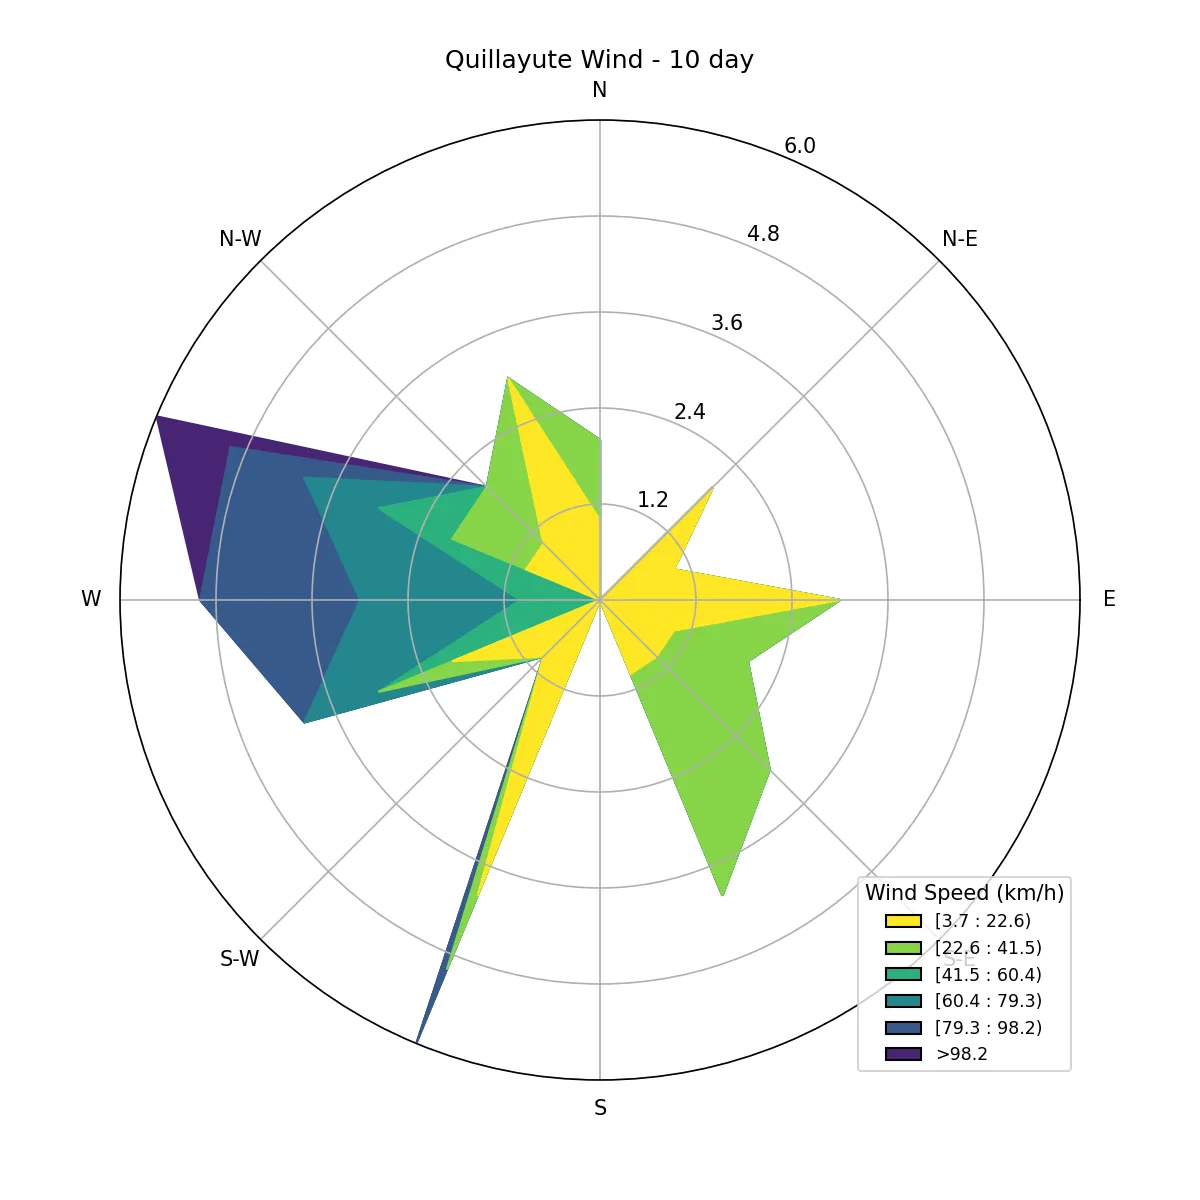 Quillayute Wind - 10 day
N
6.0
N-W
N-E
4.8
3.6
2.4
1.2
W
E
S-W
S-E
S
Wind Speed (km/h)
[3.7 : 22.6)
[22.6 : 41.5)
[41.5 : 60.4)
[60.4 : 79.3)
[79.3 : 98.2)
>98.2